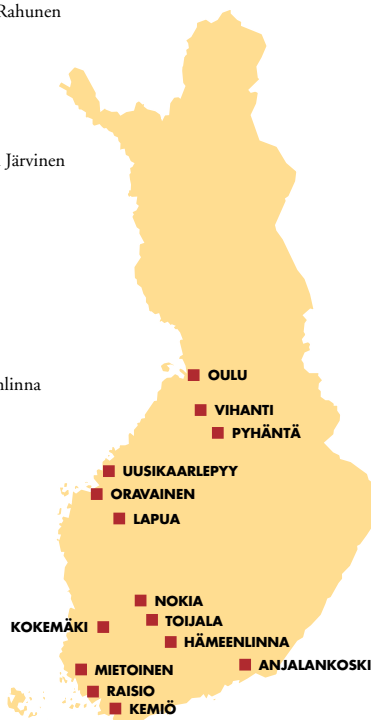 Rahunen
Järvinen
nlinna
OULU
VIHANTI
PYHÄNTÄ
UUSIKAARLEPYY
ORAVAINEN
LAPUA
NOKIA
TOIJALA
KOKEMÄKI
HÄMEENLINNA
ANJALANKOSKI
MIETOINEN
RAISIO
KEMIÖ